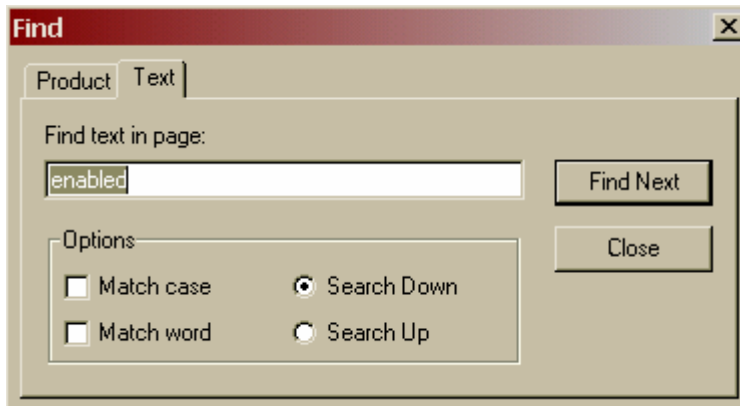 Find
Product Text
Find text in page:
enabled
Find Next
Options
Close
Match case Search Down
Match word Search Up